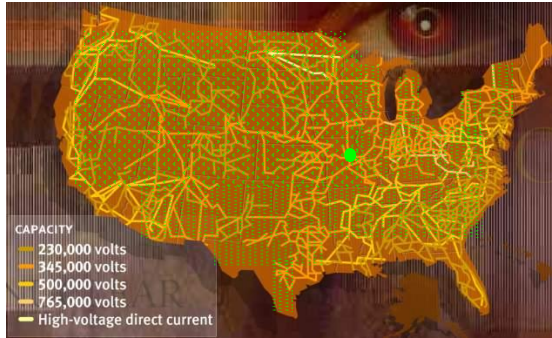 CAPACITY
230,000 volts
345,000 volts
500,000 volts
765,000 volts
High-voltage direct current